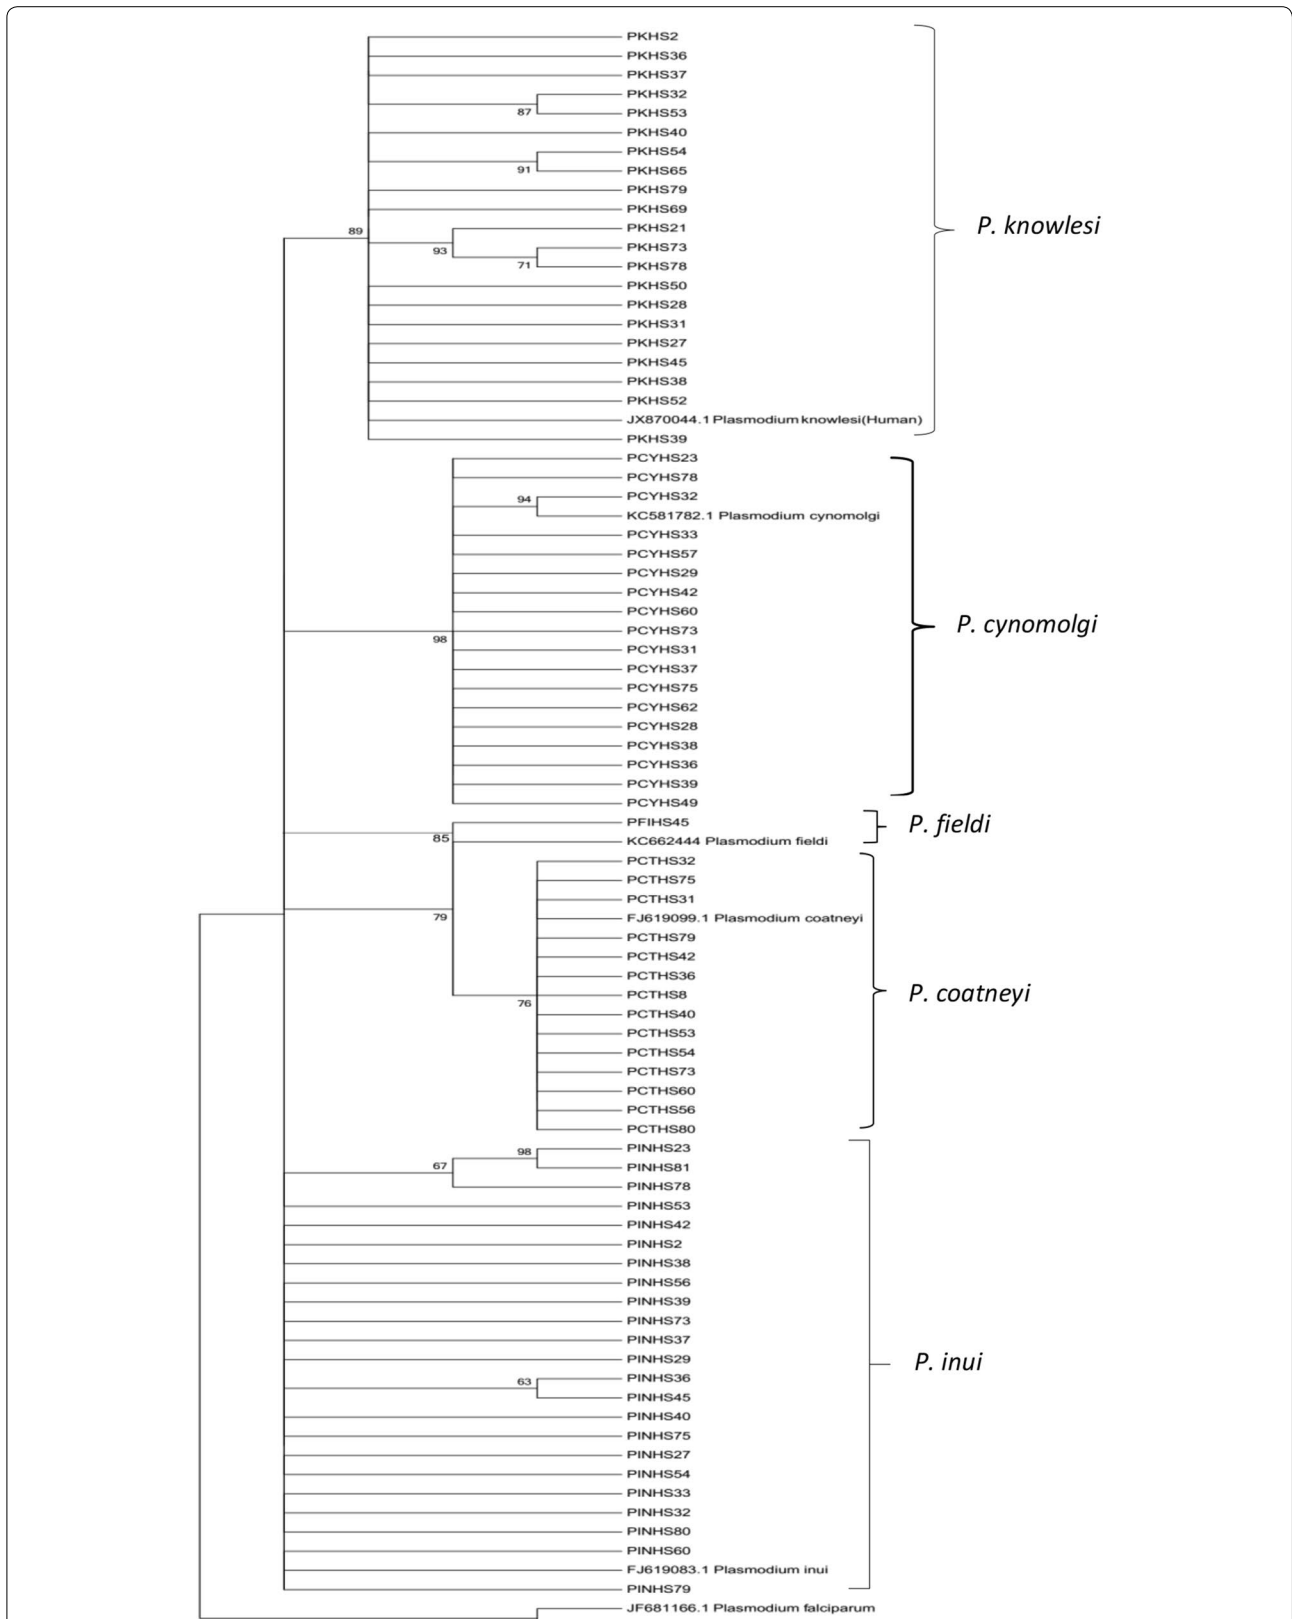 PKHS2
PKHS36
PKHS37
PKHS32
87
PKHS53
PKHS40
PKHS54
91
PKHS65
PKHS79
PKHS69
89
PKHS21
93
PKHS73
71
PKHS78
PKHS50
PKHS28
PKHS31
PKHS27
PKHS45
PKHS38
PKHS52
JX870044.1 Plasmodium knowlesi(Human)
PKHS39
P. knowlesi
PCYHS23
PCYHS78
94
PCYHS32
KC581782.1 Plasmodium cynomolgi
PCYHS33
PCYHS57
PCYHS29
PCYHS42
PCYHS60
PCYHS73
98
PCYHS31
PCYHS37
PCYHS75
PCYHS62
PCYHS28
PCYHS38
PCYHS36
PCYHS39
PCYHS49
P. cynomolgi
PFIHS45
85
KC662444 Plasmodium fieldi
P. fieldi
PCTHS32
PCTHS75
PCTHS31
79
FJ619099.1 Plasmodium coatneyi
PCTHS79
PCTHS42
PCTHS36
PCTHS8
76
PCTHS40
PCTHS53
PCTHS54
PCTHS73
PCTHS60
PCTHS56
PCTHS80
P. coatneyi
98
PINHS23
67
PINHS81
PINHS78
PINHS53
PINHS42
PINHS2
PINHS38
PINHS56
PINHS39
PINHS73
PINHS37
PINHS29
63
PINHS36
PINHS45
PINHS40
PINHS75
PINHS27
PINHS54
PINHS33
PINHS32
PINHS80
PINHS60
FJ619083.1 Plasmodium inui
PINHS79
P. inui
JF681166.1 Plasmodium falciparum